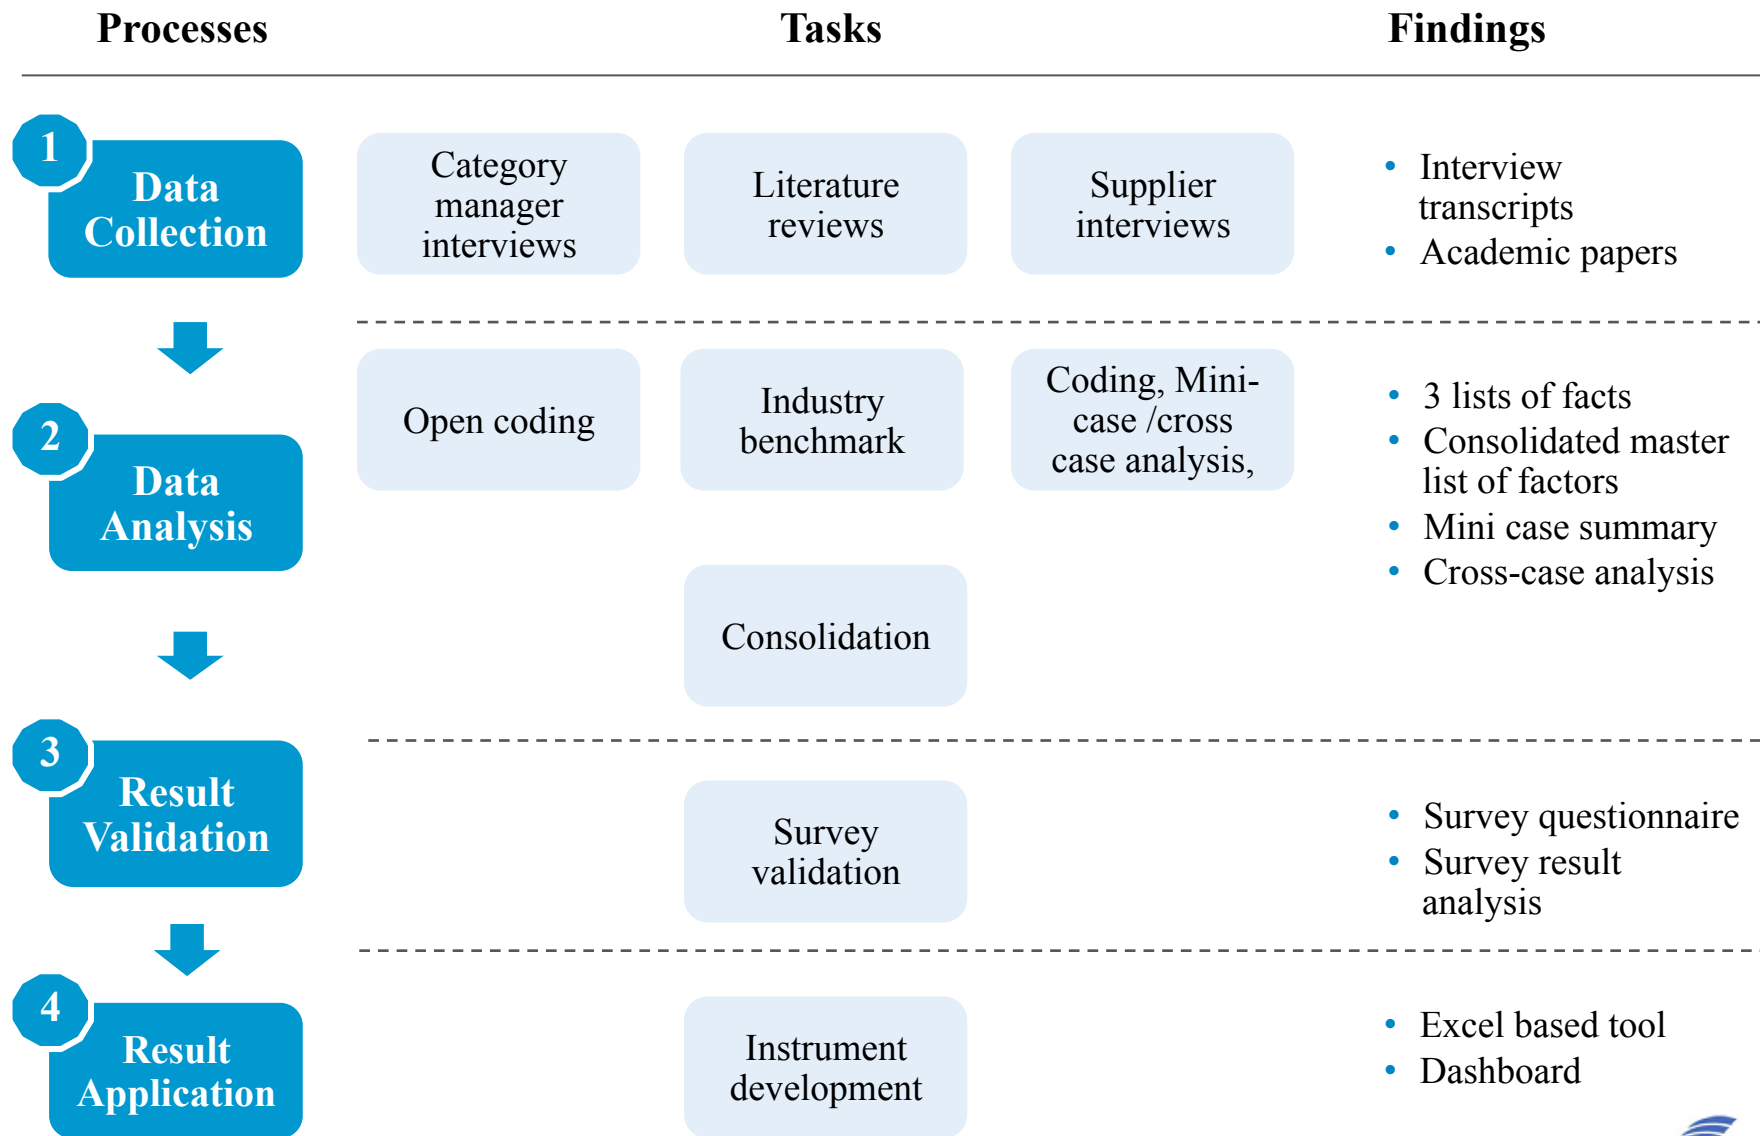 Processes
Tasks
Findings
1
Data
Collection
Category
manager
interviews
Literature
reviews
Supplier
interviews
• Interview
transcripts
• Academic papers
2
Data
Analysis
Open coding
Industry
benchmark
Coding, Mini-
case /cross
case analysis,
Consolidation
• 3 lists of facts
• Consolidated master
list of factors
• Mini case summary
• Cross-case analysis
3
Result
Validation
Survey
validation
• Survey questionnaire
• Survey result
analysis
4
Result
Application
Instrument
development
• Excel based tool
• Dashboard